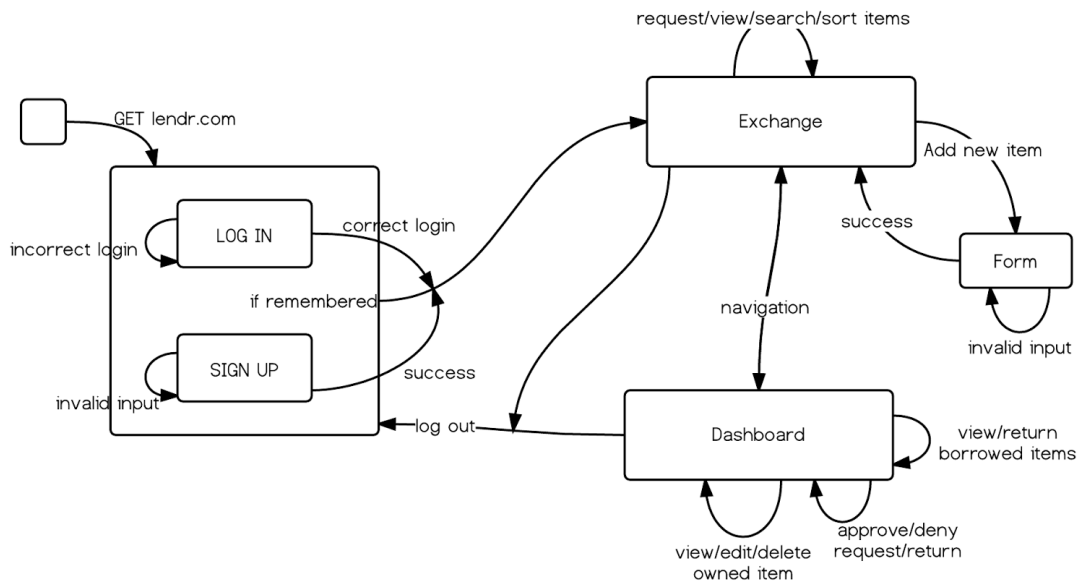 request/view/search/sort items
GET lendr.com
Exchange
Add new item
LOG IN
correct login
incorrect login
success
Form
if remembered
navigation
invalid input
SIGN UP
success
invalid input
log out
Dashboard
view/return
borrowed items
approve/deny
request/return
view/edit/delete
owned item